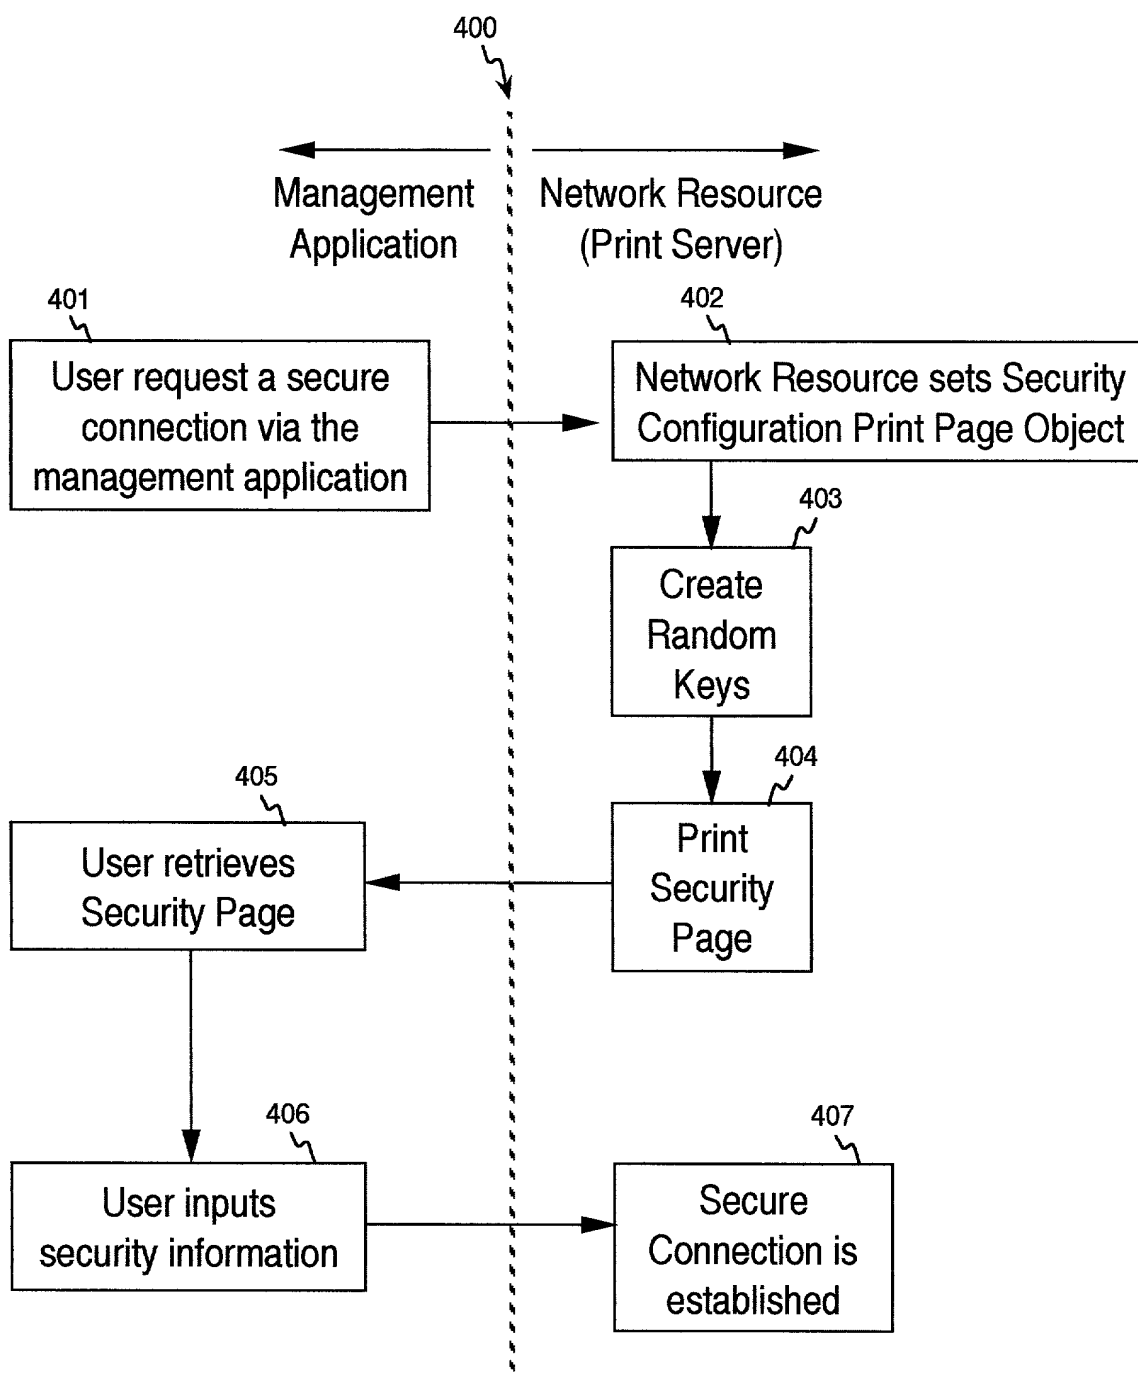 400
Management
Application
Network Resource
(Print Server)
401
User request a secure
connection via the
management application
402
Network Resource sets Security
Configuration Print Page Object
403
Create
Random
Keys
404
Print
Security
Page
405
User retrieves
Security Page
406
User inputs
security information
407
Secure
Connection is
established